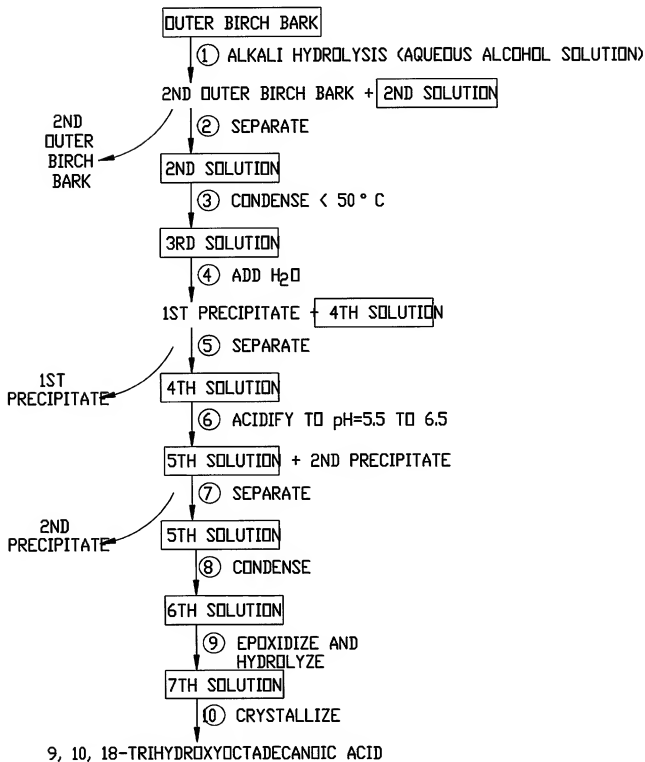 OUTER BIRCH BARK
① ALKALI HYDROLYSIS (AQUEOUS ALCOHOL SOLUTION)
2ND OUTER BIRCH BARK + 2ND SOLUTION
2ND
OUTER
BIRCH
BARK
② SEPARATE
2ND SOLUTION
③ CONDENSE < 50° C
3RD SOLUTION
④ ADD H₂O
1ST PRECIPITATE + 4TH SOLUTION
⑤ SEPARATE
1ST
PRECIPITATE
4TH SOLUTION
⑥ ACIDIFY TO pH=5.5 TO 6.5
5TH SOLUTION + 2ND PRECIPITATE
⑦ SEPARATE
2ND
PRECIPITATE
5TH SOLUTION
⑧ CONDENSE
6TH SOLUTION
⑨ EPOXIDIZE AND
HYDROLYZE
7TH SOLUTION
⑩ CRYSTALLIZE
9, 10, 18-TRIHYDROXYOCTADECANOIC ACID